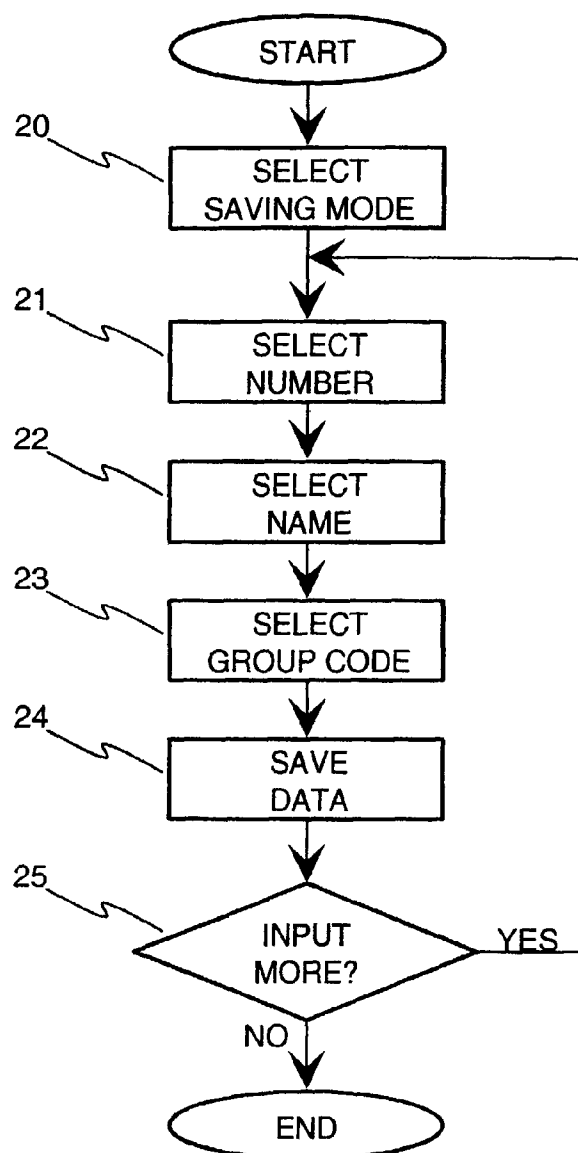 START
20
SELECT
SAVING MODE
21
SELECT
NUMBER
22
SELECT
NAME
23
SELECT
GROUP CODE
24
SAVE
DATA
25
INPUT
MORE?
YES
NO
END